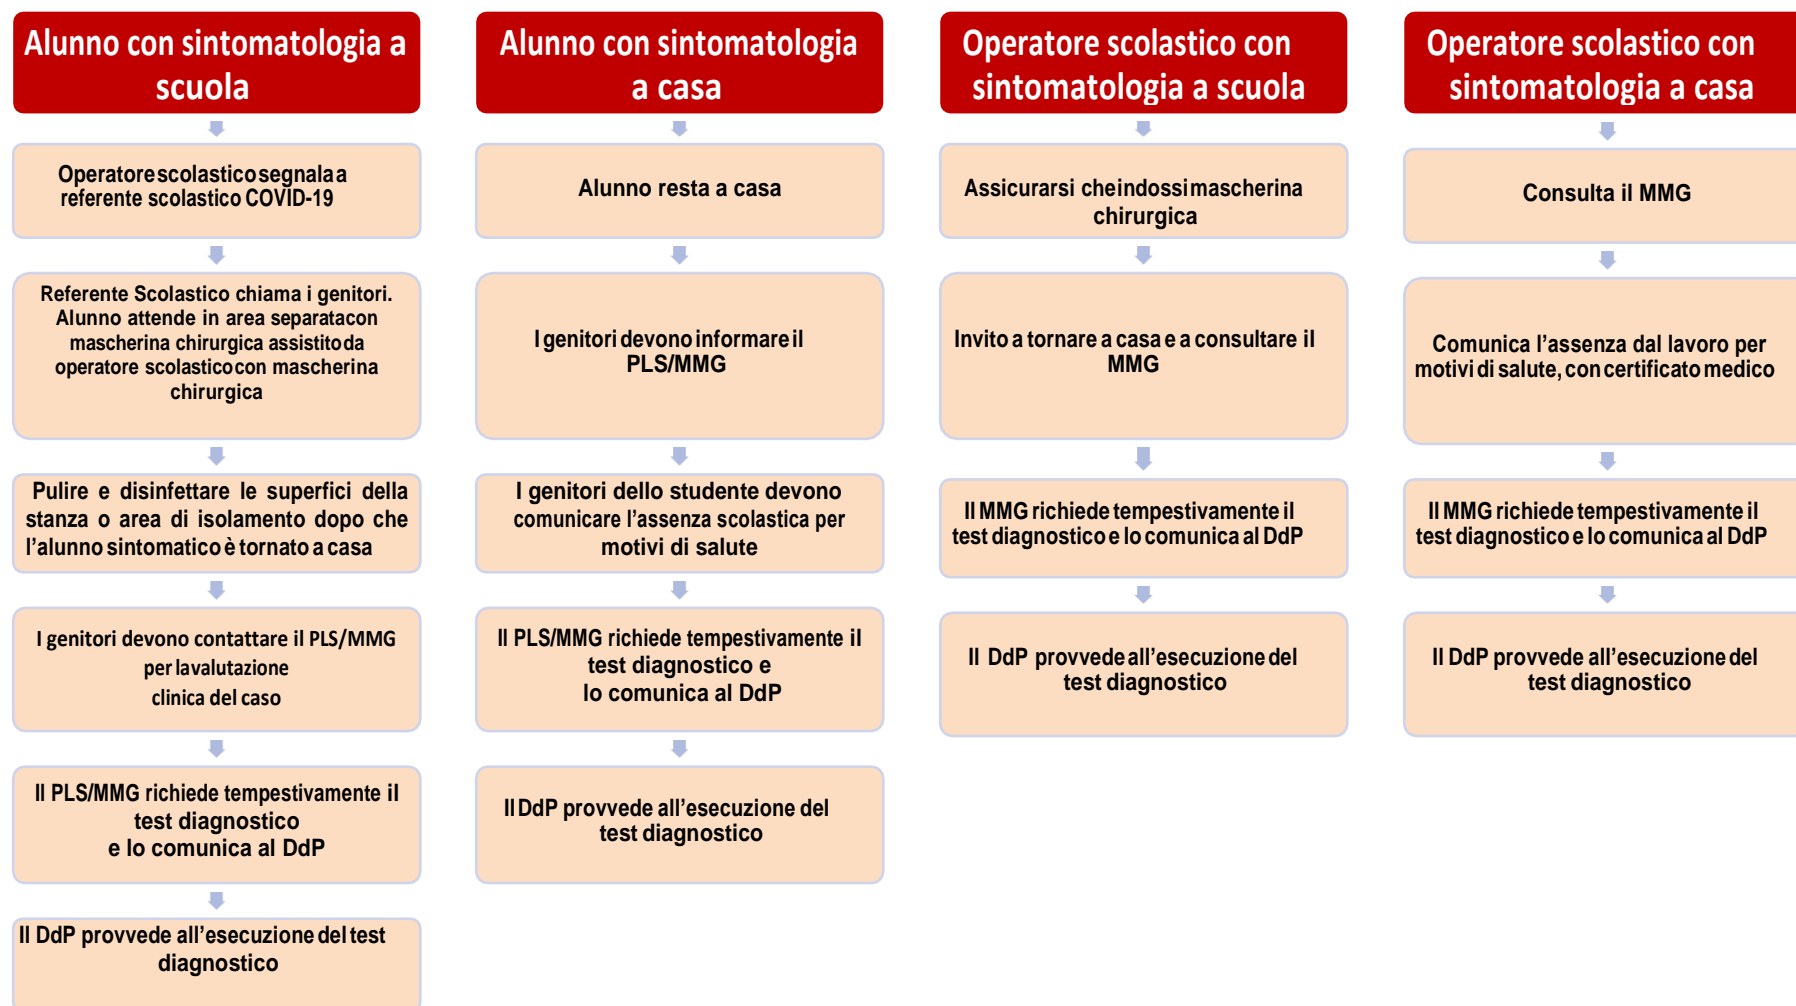 Alunno con sintomatologia a
scuola
Operatore scolastico segnala a
referente scolastico COVID-19
Referente Scolastico chiama i genitori.
Alunno attende in area separatacon
mascherina chirurgica assistito da
operatore scolastico con mascherina
chirurgica
Pulire e disinfettare le superfici della
stanza o area di isolamento dopo che
l’alunno sintomatico è tornato a casa
I genitori devono contattare il PLS/MMG
per lavalutazione
clinica del caso
Il PLS/MMG richiede tempestivamente il
test diagnostico
e lo comunica al DdP
Il DdP provvede all’esecuzione del test
diagnostico
Alunno con sintomatologia
a casa
Alunno resta a casa
I genitori devono informare il
PLS/MMG
I genitori dello studente devono
comunicare l’assenza scolastica per
motivi di salute
Il PLS/MMG richiede tempestivamente il
test diagnostico e
lo comunica al DdP
Il DdP provvede all’esecuzione del
test diagnostico
Operatore scolastico con
sintomatologia a scuola
Assicurarsi che indossi mascherina
chirurgica
Invito a tornare a casa e a consultare il
MMG
Il MMG richiede tempestivamente il
test diagnostico e lo comunica al DdP
Il DdP provvede all’esecuzione del
test diagnostico
Operatore scolastico con
sintomatologia a casa
Consulta il MMG
Comunica l’assenza dal lavoro per
motivi di salute, con certificato medico
Il MMG richiede tempestivamente il
test diagnostico e lo comunica al DdP
Il DdP provvede all’esecuzione del
test diagnostico